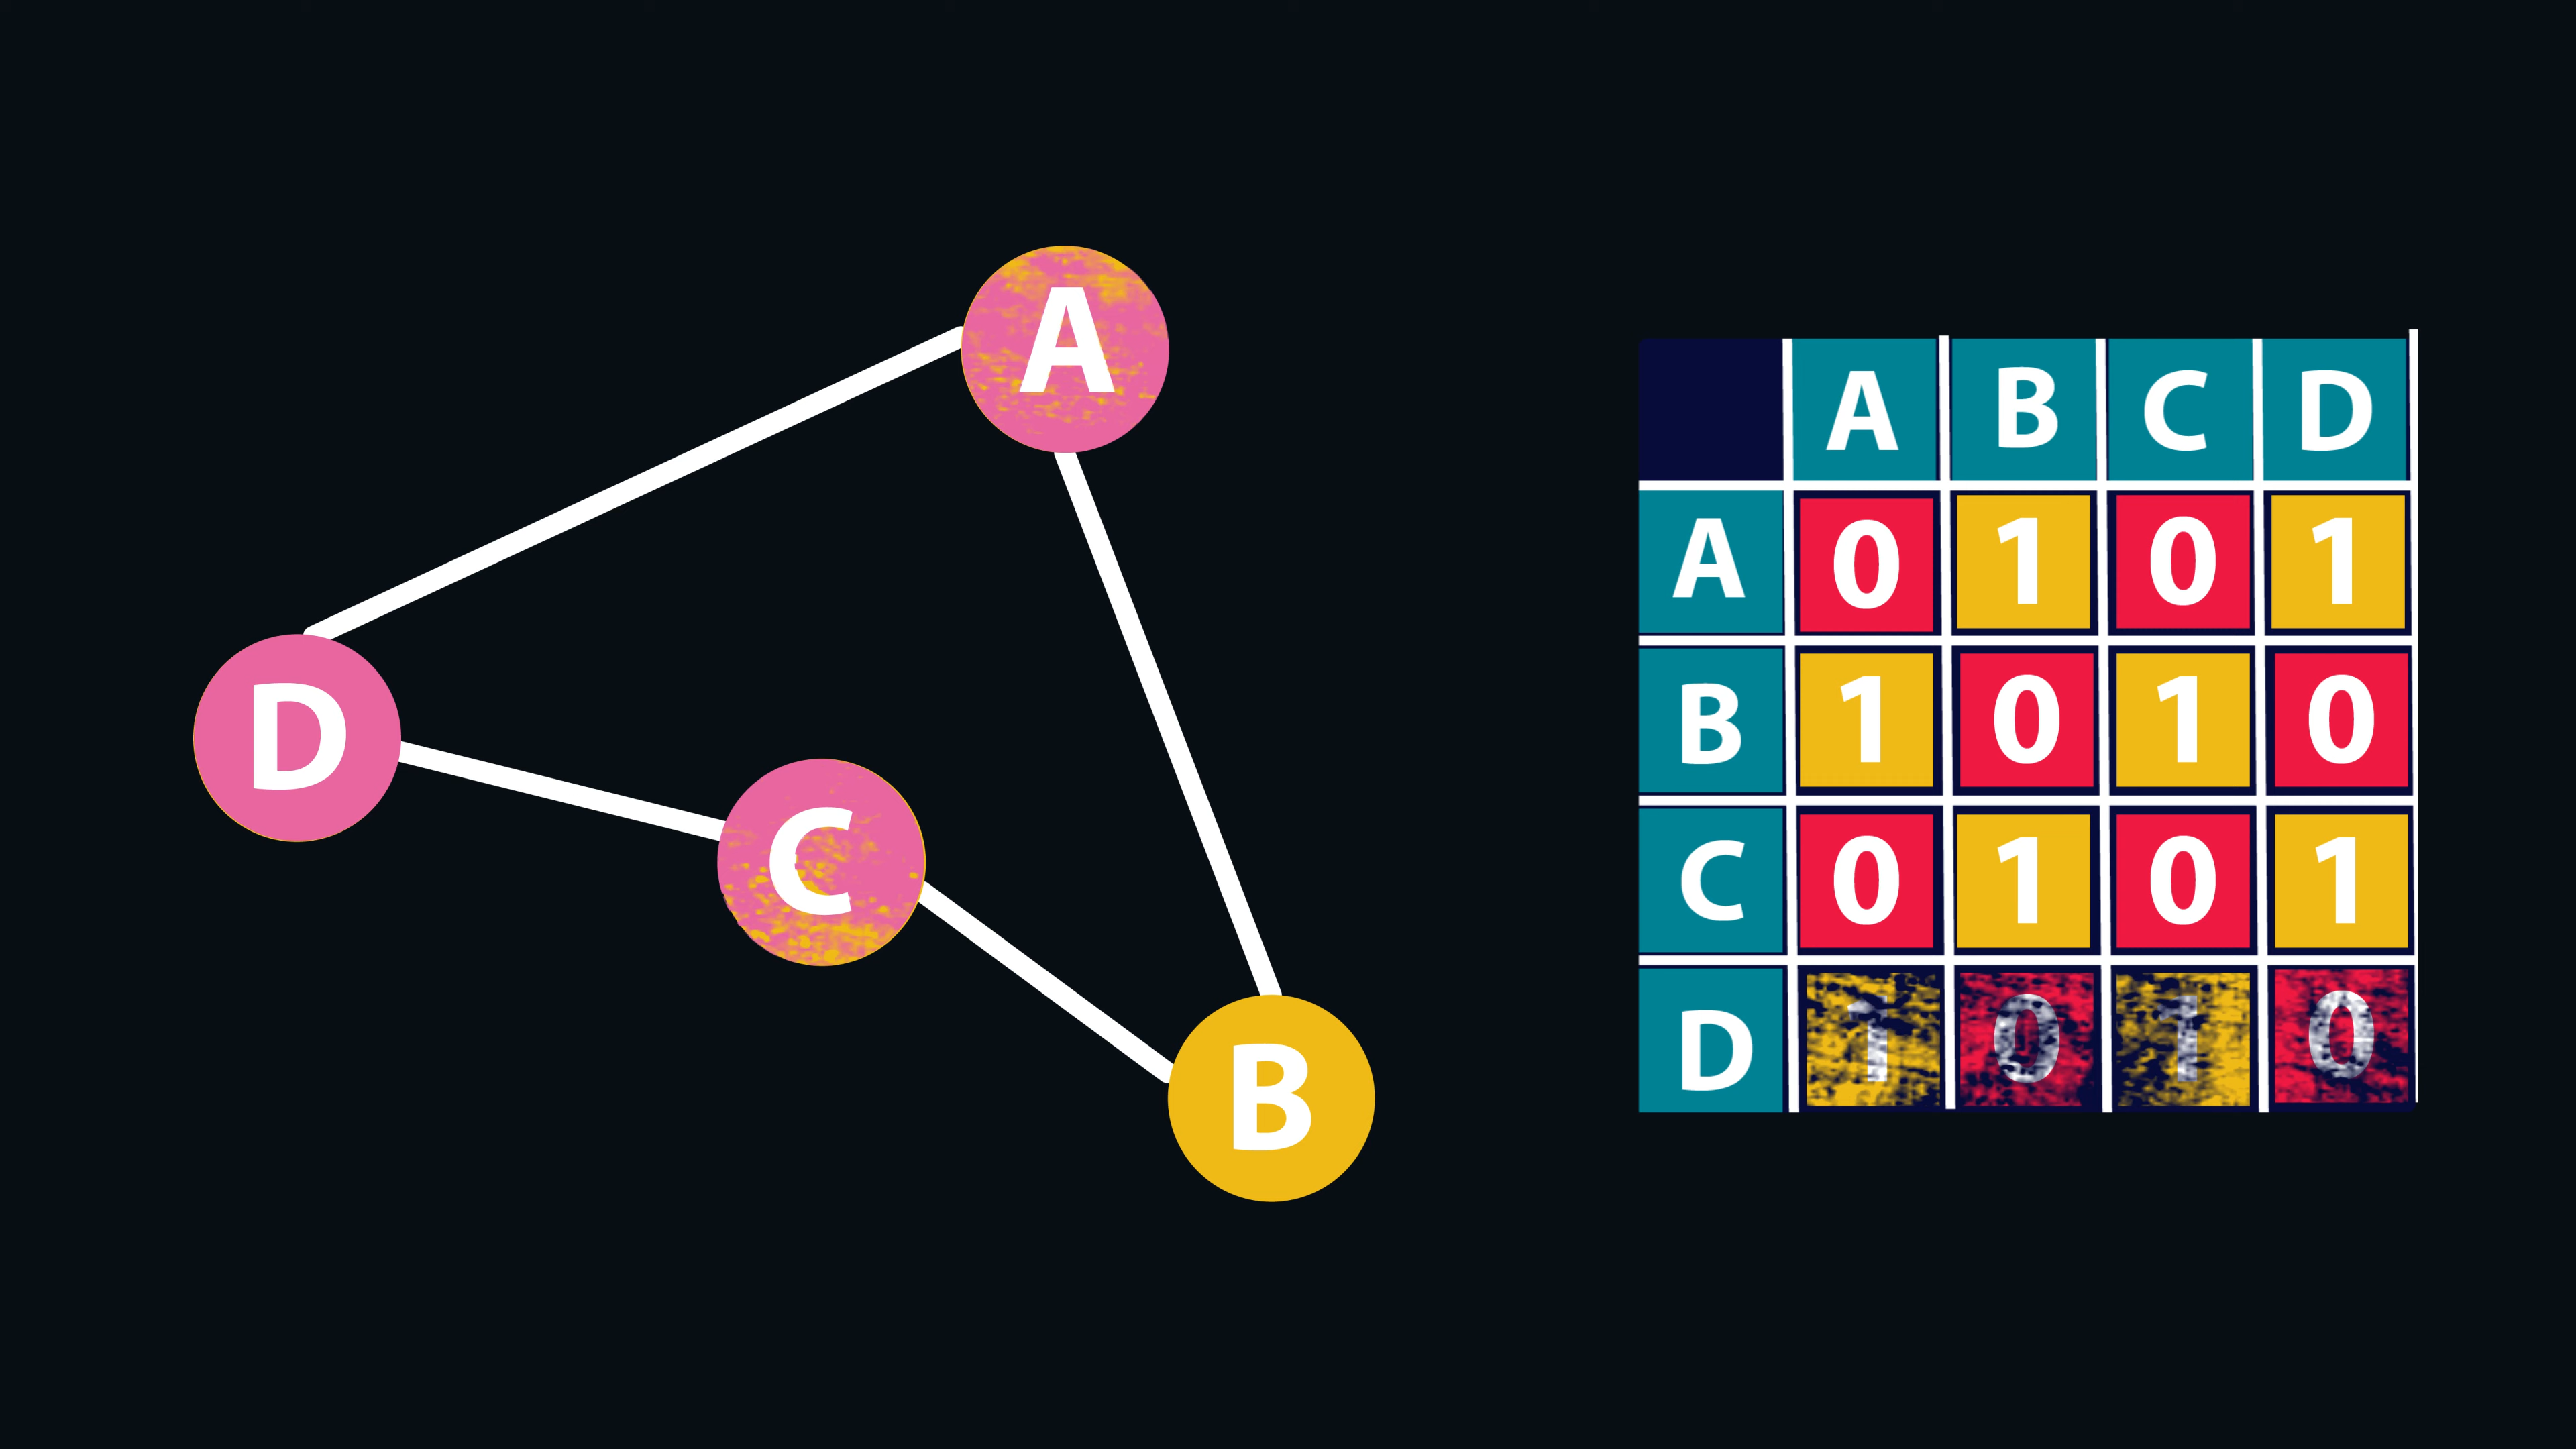 A
D
C
B
A B C D
A 0 1 0 1
B 1 0 1 0
C 0 1 0 1
D 1 0 1 0